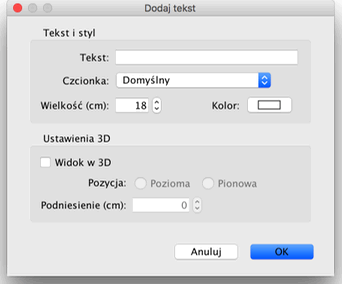 Dodaj tekst
Tekst i styl
Tekst:
Czcionka: Domyślny
Wielkość (cm): 18 Kolor:
Ustawienia 3D
Widok w 3D
Pozycja: Pozioma Pionowa
Podniesienie (cm): 0
Anuluj OK